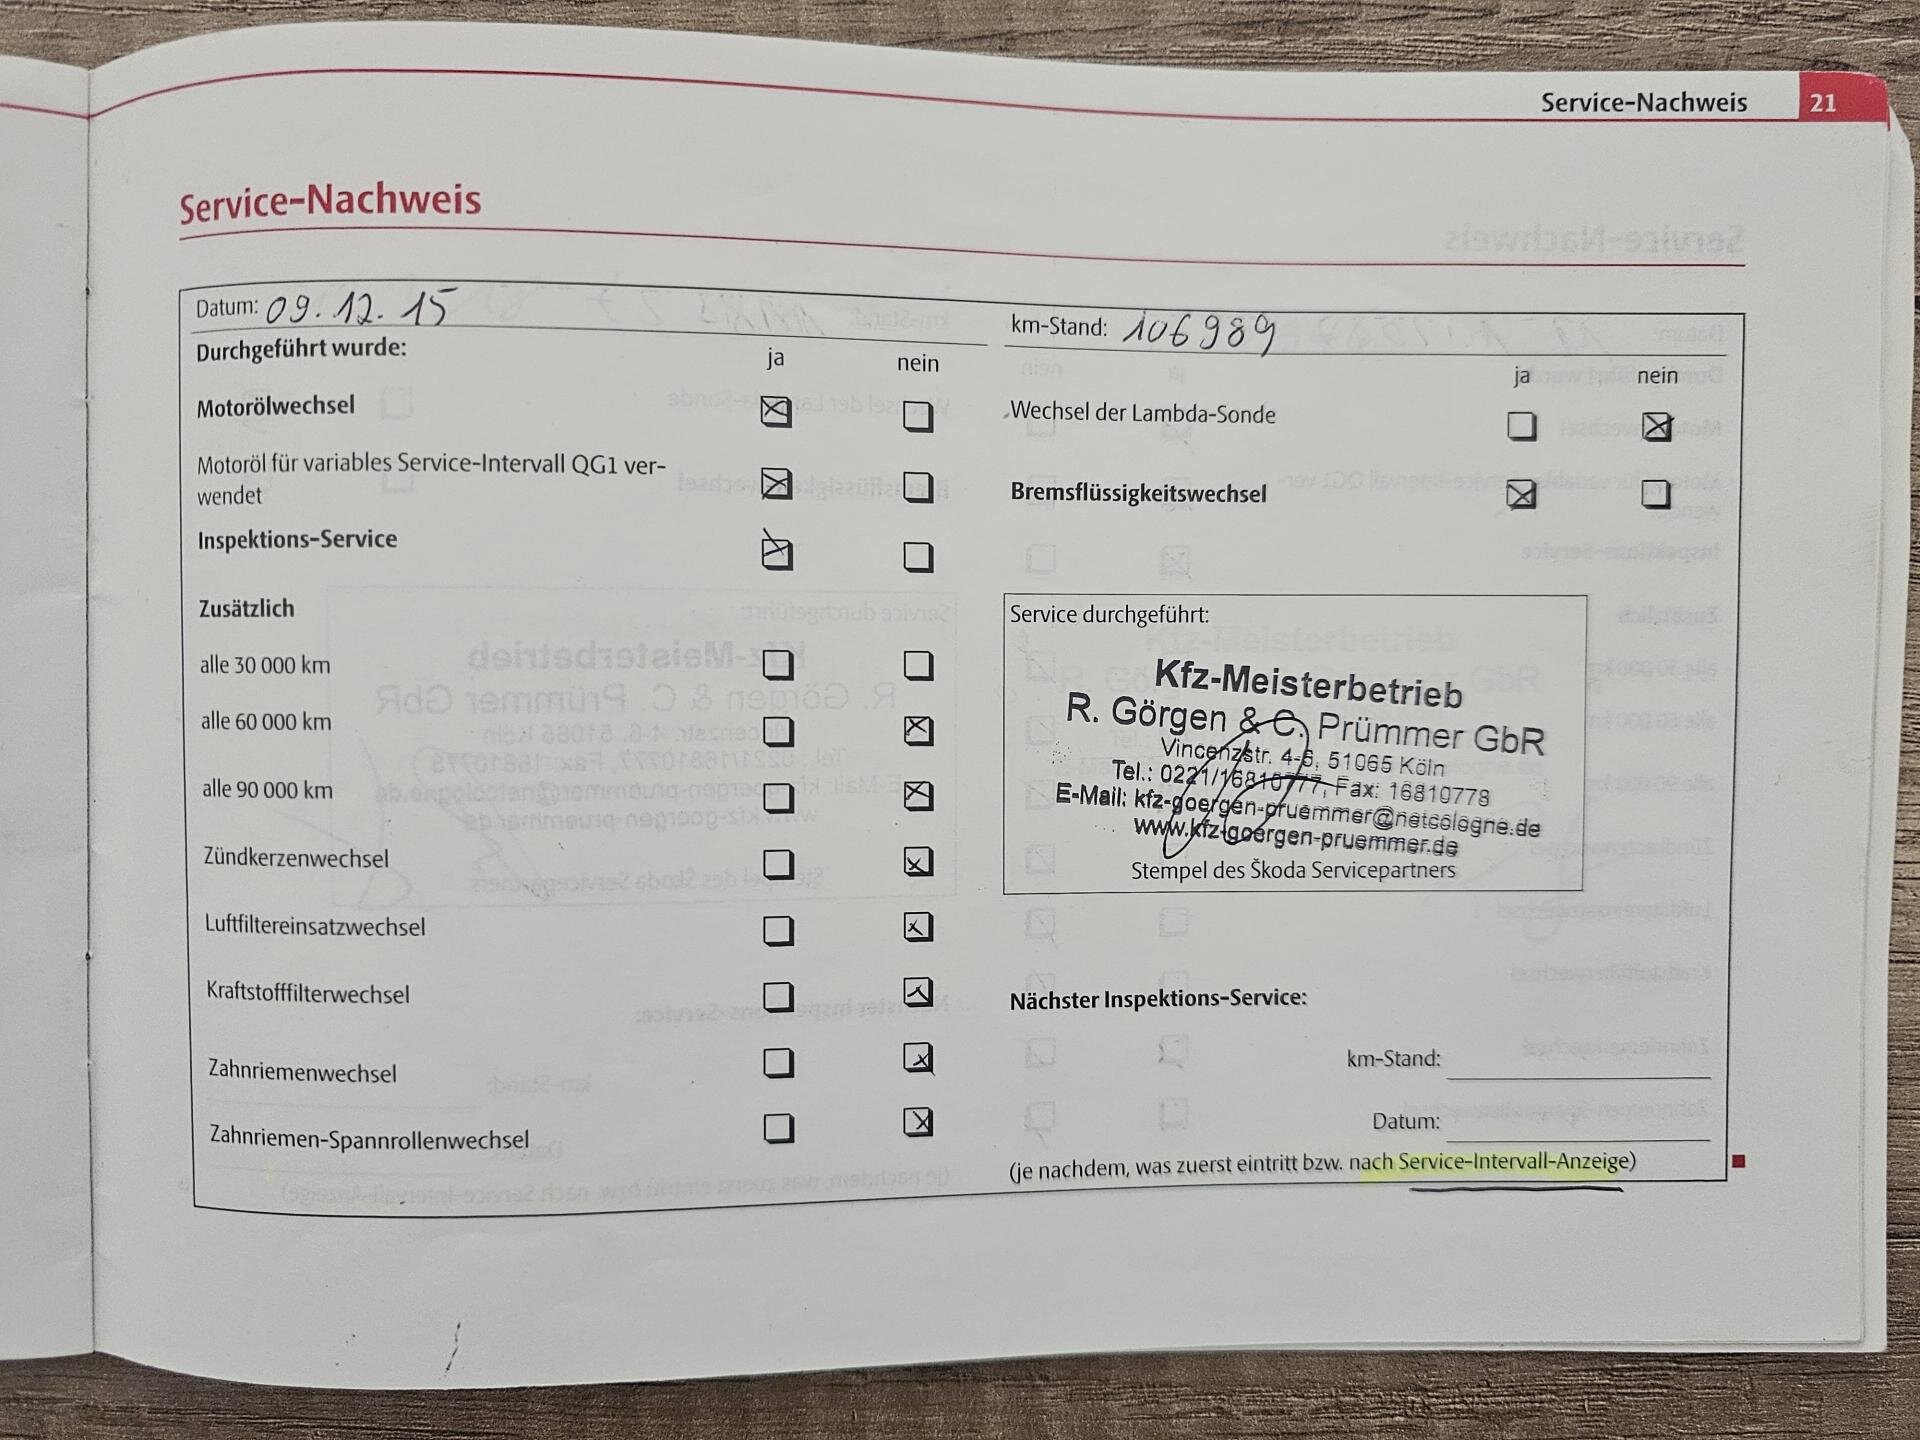 Service-Nachweis 21
Service-Nachweis
Datum: 09.12.15
km-Stand: 106989
Durchgeführt wurde:
ja nein
Motorölwechsel
Motoröl für variables Service-Intervall QG1 ver-
wendet
Inspektions-Service
Zusätzlich
alle 30 000 km
alle 60 000 km
alle 90 000 km
Zündkerzenwechsel
Luftfiltereinsatzwechsel
Kraftstofffilterwechsel
Zahnriemenwechsel
Zahnriemen-Spannrollenwechsel
ja nein
Wechsel der Lambda-Sonde
Bremsflüssigkeitswechsel
Service durchgeführt:
Kfz-Meisterbetrieb
R. Görgen & C. Prümmer GbR
Vincenzstr. 4-6, 51065 Köln
Tel.: 0221/16810777, Fax: 16810778
E-Mail: kfz-goergen-pruemmer@netcologne.de
www.kfz-goergen-pruemmer.de
Stempel des Škoda Servicepartners
Nächster Inspektions-Service:
km-Stand:
Datum:
(je nachdem, was zuerst eintritt bzw. nach Service-Intervall-Anzeige)